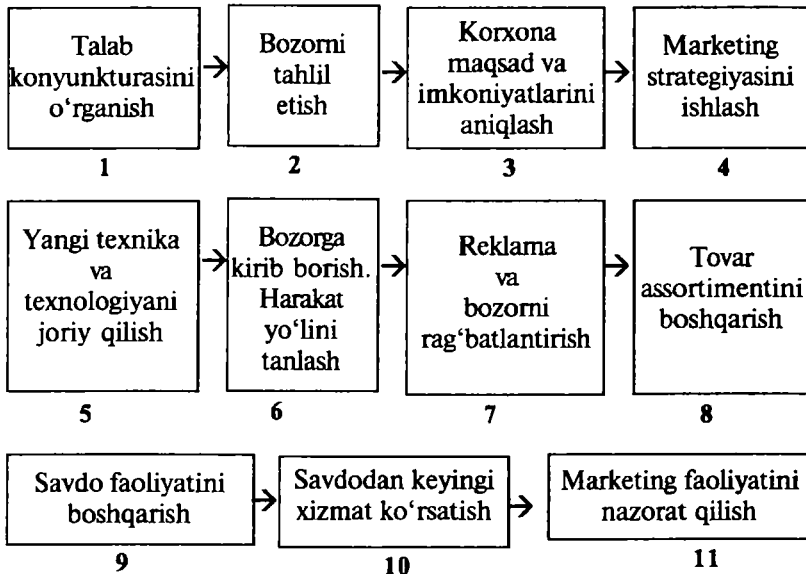 Talab
konyunkturasini
o‘rganish
1
Bozorni
tahlil
etish
2
Korxona
maqsad va
imkoniyatlarini
aniqlash
3
Marketing
strategiyasini
ishlash
4
Yangi texnika
va
texnologiyani
joriy qilish
5
Bozorga
kirib borish.
Harakat
yo‘lini
tanlash
6
Reklama
va
bozorni
rag‘batlantirish
7
Tovar
assortimentini
boshqarish
8
Savdo faoliyatini
boshqarish
9
Savdodan keyingi
xizmat ko‘rsatish
10
Marketing faoliyatini
nazorat qilish
11